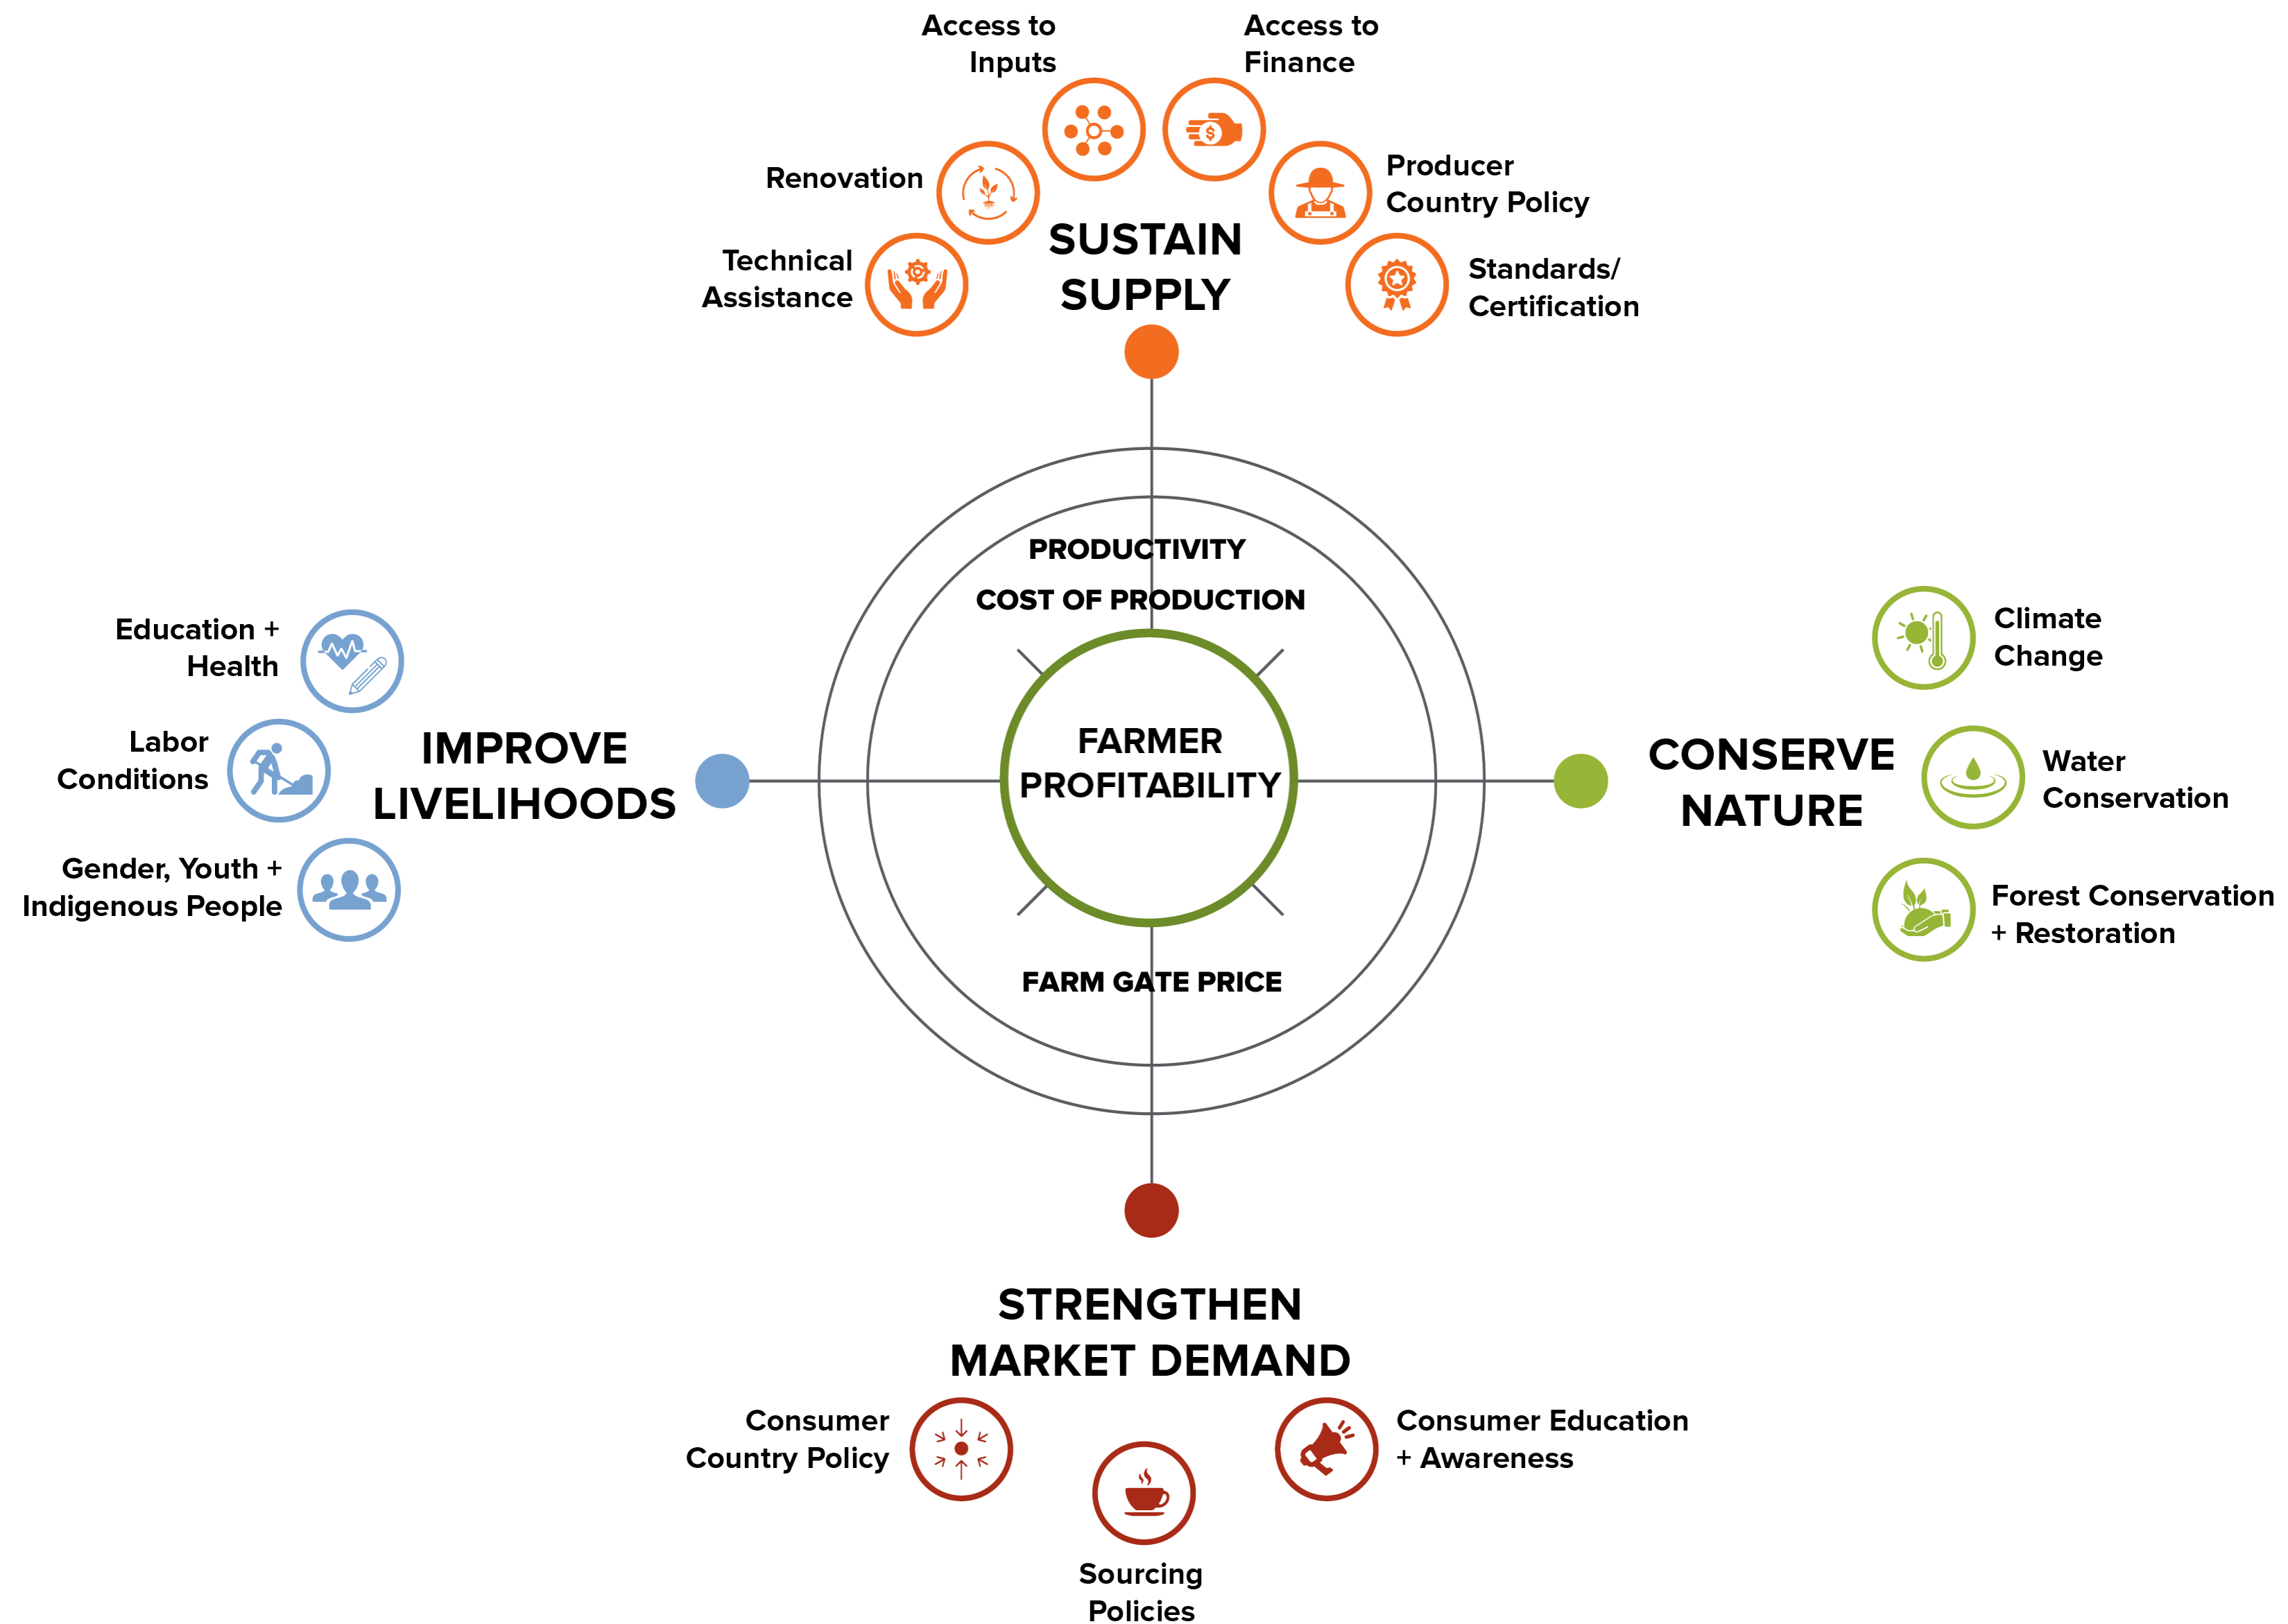 Access to
Inputs
Access to
Finance
Renovation
Producer
Country Policy
Technical
Assistance
SUSTAIN
SUPPLY
Standards/
Certification
PRODUCTIVITY
COST OF PRODUCTION
Education +
Health
Labor
Conditions
Gender, Youth +
Indigenous People
IMPROVE
LIVELIHOODS
FARMER
PROFITABILITY
CONSERVE
NATURE
Climate
Change
Water
Conservation
Forest Conservation
+ Restoration
FARM GATE PRICE
STRENGTHEN
MARKET DEMAND
Consumer
Country Policy
Consumer Education
+ Awareness
Sourcing
Policies